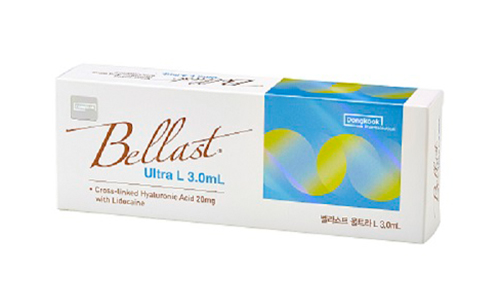 Bellast
Ultra L 3.0mL
• Cross-linked Hyaluronic Acid 20mg
with Lidocaine
Dongkook
벨라스트 울트라 L 3.0mL